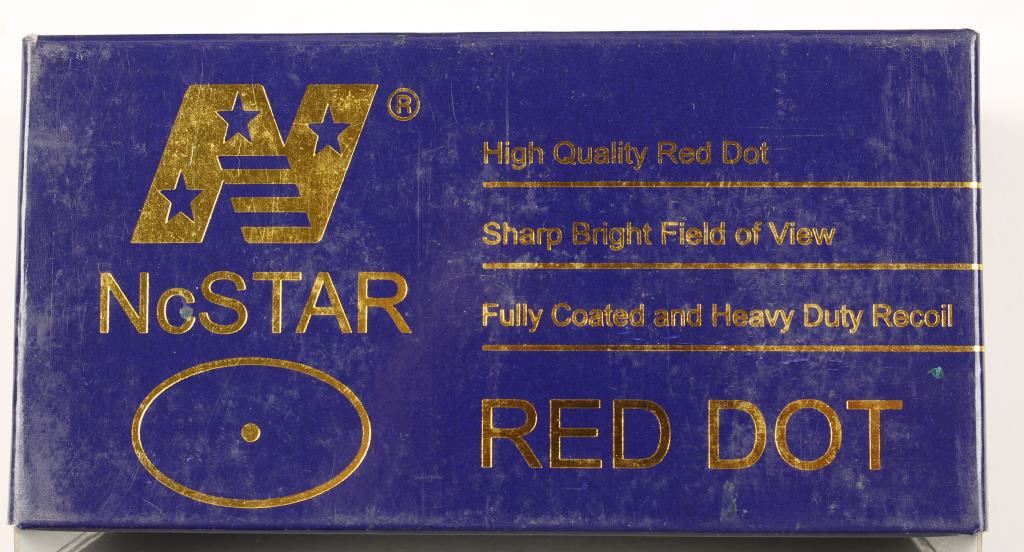 N®
NcSTAR
High Quality Red Dot
Sharp Bright Field of View
Fully Coated and Heavy Duty Recoil
RED DOT